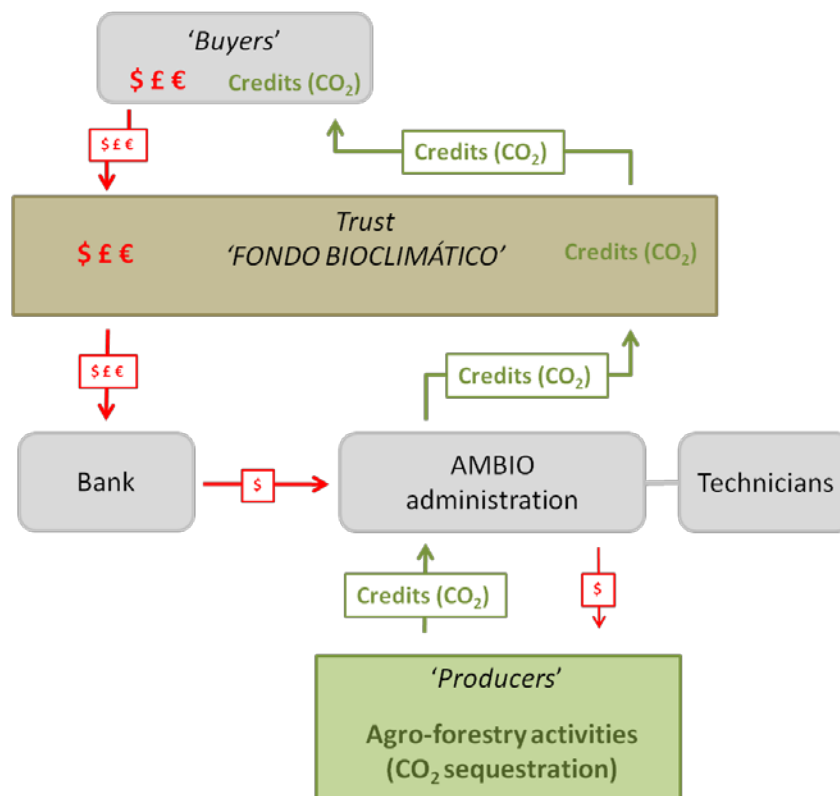 ‘Buyers’
$ £ € Credits (CO₂)
$ £ €
Credits (CO₂)
Trust
‘FONDO BIOCLIMÁTICO’
$ £ € Credits (CO₂)
$ £ €
Credits (CO₂)
Bank
$
AMBIO
administration
Technicians
Credits (CO₂)
$
‘Producers’
Agro-forestry activities
(CO₂ sequestration)